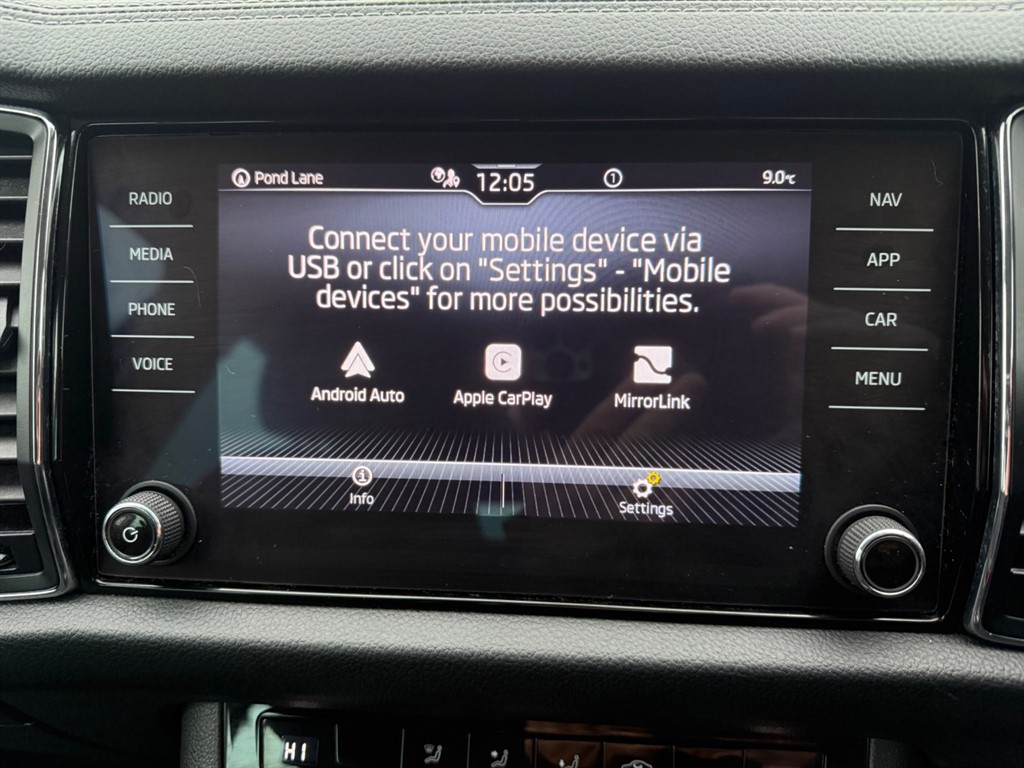 Pond Lane
12:05
1
9.0°C
RADIO
MEDIA
PHONE
VOICE
NAV
APP
CAR
MENU
Connect your mobile device via
USB or click on "Settings" - "Mobile
devices" for more possibilities.
Android Auto
Apple CarPlay
MirrorLink
Info
Settings
HI